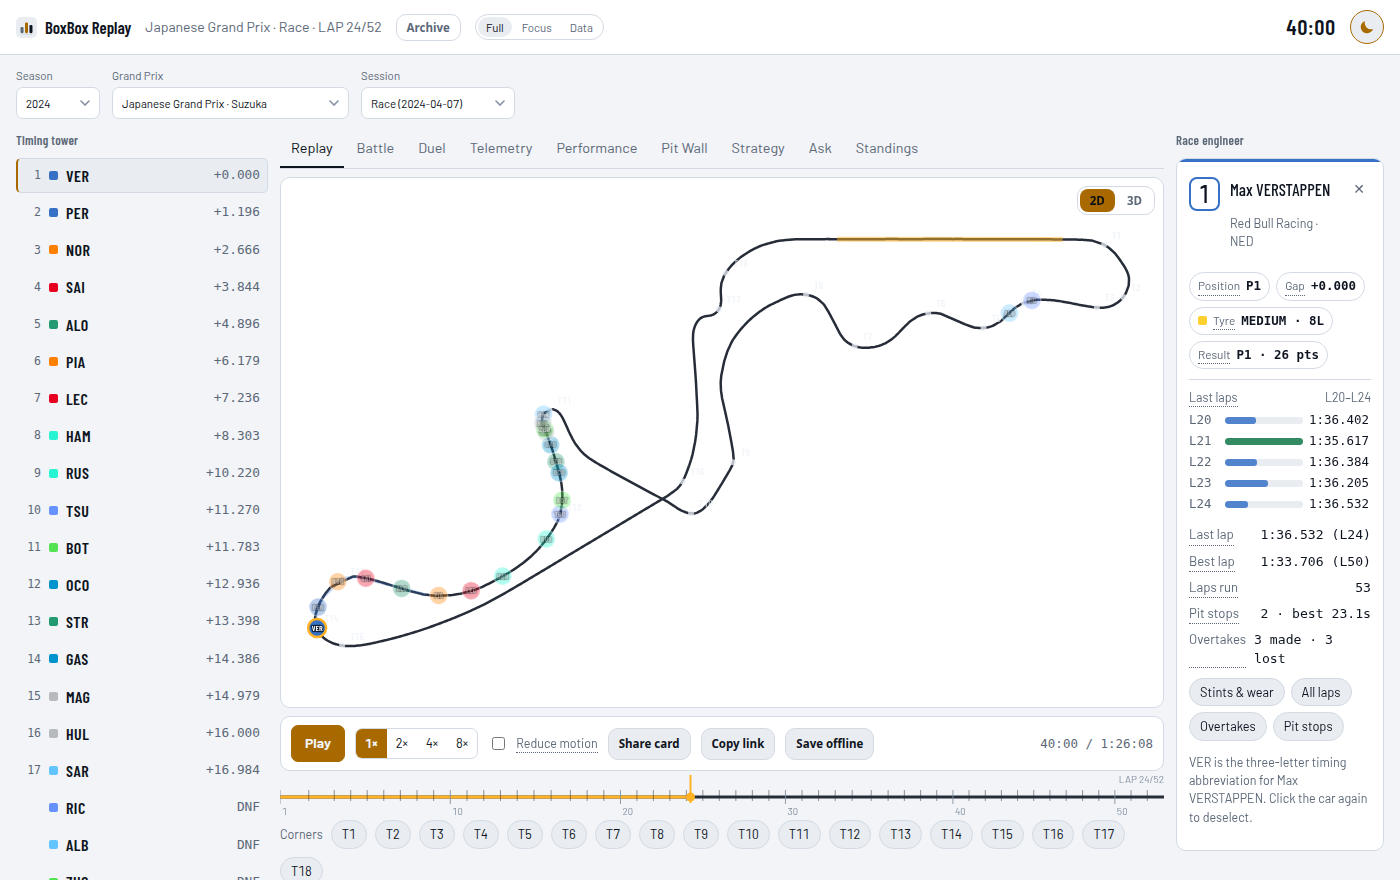 BoxBox Replay
Japanese Grand Prix · Race · LAP 24/52
Archive
Full Focus Data
40:00
Season
2024
Grand Prix
Japanese Grand Prix · Suzuka
Session
Race (2024-04-07)
Timing tower
1 VER +0.000
2 PER +1.196
3 NOR +2.666
4 SAI +3.844
5 ALO +4.896
6 PIA +6.179
7 LEC +7.236
8 HAM +8.303
9 RUS +10.220
10 TSU +11.270
11 BOT +11.783
12 OCO +12.936
13 STR +13.398
14 GAS +14.386
15 MAG +14.979
16 HUL +16.000
17 SAR +16.984
RIC DNF
ALB DNF
Replay Battle Duel Telemetry Performance Pit Wall Strategy Ask Standings
2D 3D
VER
Play
1× 2× 4× 8×
Reduce motion
Share card
Copy link
Save offline
40:00 / 1:26:08
LAP 24/52
1 10 20 30 40 50
Corners T1 T2 T3 T4 T5 T6 T7 T8 T9 T10 T11 T12 T13 T14 T15 T16 T17
T18
Race engineer
1 Max VERSTAPPEN ×
Red Bull Racing ·
NED
Position P1
Gap +0.000
Tyre MEDIUM · 8L
Result P1 · 26 pts
Last laps L20–L24
L20 1:36.402
L21 1:35.617
L22 1:36.384
L23 1:36.205
L24 1:36.532
Last lap 1:36.532 (L24)
Best lap 1:33.706 (L50)
Laps run 53
Pit stops 2 · best 23.1s
Overtakes 3 made · 3
lost
Stints & wear
All laps
Overtakes
Pit stops
VER is the three-letter timing
abbreviation for Max
VERSTAPPEN. Click the car again
to deselect.